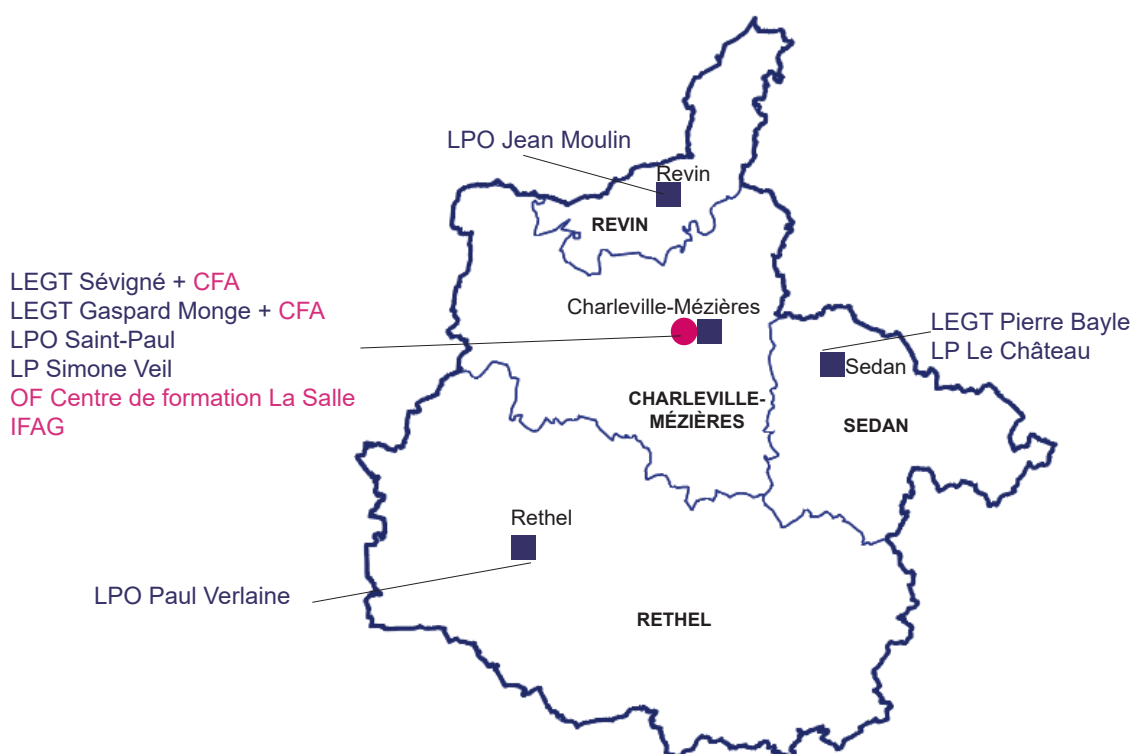 LPO Jean Moulin
Revin
REVIN
LEGT Sévigné + CFA
LEGT Gaspard Monge + CFA
LPO Saint-Paul
LP Simone Veil
OF Centre de formation La Salle
IFAG
Charleville-Mézières
CHARLEVILLE-
MÉZIÈRES
LEGT Pierre Bayle
LP Le Château
Sedan
SEDAN
Rethel
LPO Paul Verlaine
RETHEL